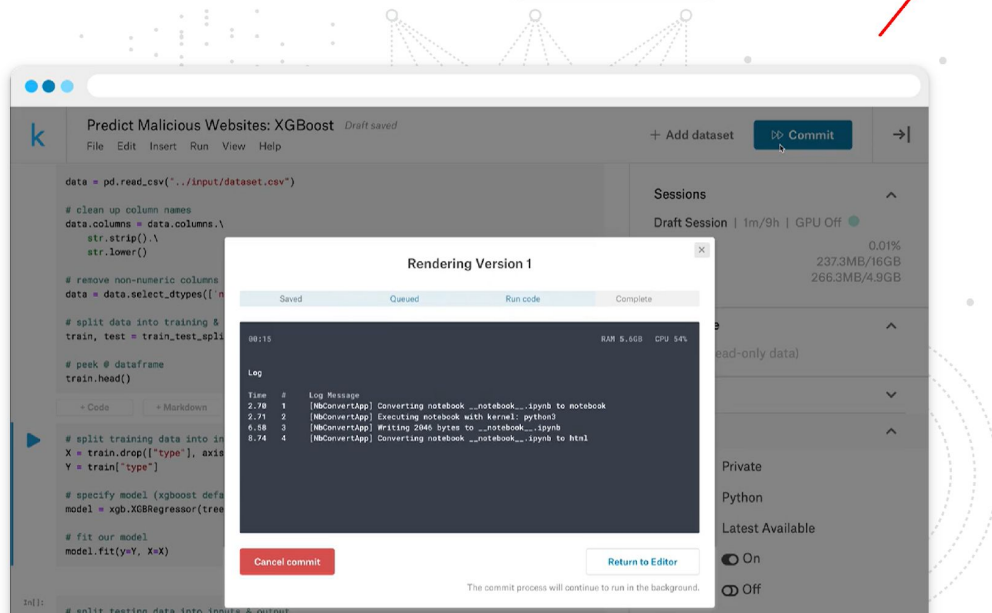 k
Predict Malicious Websites: XGBoost Draft saved
File Edit Insert Run View Help
+ Add dataset
Commit
data = pd.read_csv("../input/dataset.csv")
# clean up column names
data.columns = data.columns.\
str.strip().\
str.lower()
# remove non-numeric columns
data = data.select_dtypes(['n
# split data into training &
train, test = train_test_spli
# peek @ dataframe
train.head()
+ Code + Markdown
# split training data into in
X = train.drop(["type"], axis
Y = train["type"]
# specify model (xgboost defa
model = xgb.XGBRegressor(tree
# fit our model
model.fit(y=Y, X=X)
In[]:
# split testing data into inputs & output
Rendering Version 1
Saved Queued Run code Complete
00:15 RAM 5.6GB CPU 54%
Log
Time # Log Message
2.70 1 [NbConvertApp] Converting notebook __notebook__.ipynb to notebook
2.71 2 [NbConvertApp] Executing notebook with kernel: python3
6.58 3 [NbConvertApp] Writing 2046 bytes to __notebook__.ipynb
8.74 4 [NbConvertApp] Converting notebook __notebook__.ipynb to html
Cancel commit
Return to Editor
The commit process will continue to run in the background.
Sessions
Draft Session | 1m/9h | GPU Off
0.01%
237.3MB/16GB
266.3MB/4.9GB
ead-only data)
Private
Python
Latest Available
On
Off